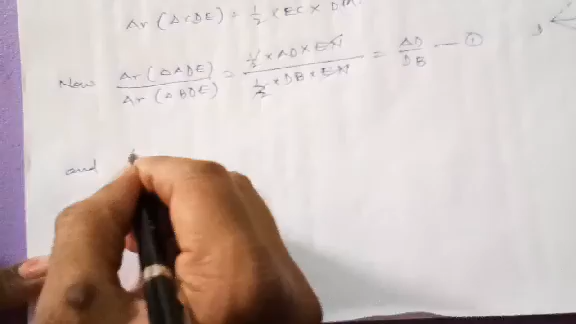 Ar (△CDE) = 1/2 × EC × DM.
Now Ar (△ADE) / Ar (△BDE) = 1/2 × AD × EN / 1/2 × DB × EN = AD / DB — ①
and